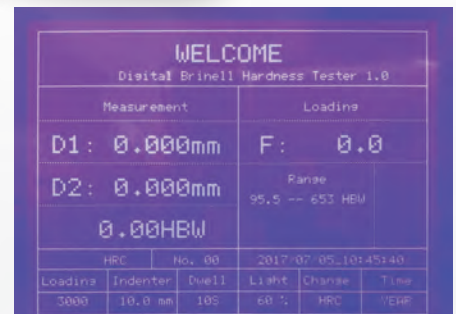 WELCOME
Digital Brinell Hardness Tester 1.0
Measurement Loading
D1: 0.000mm F: 0.0
D2: 0.000mm Range
95.5 -- 653 HBW
0.00HBW
HRC No. 00 2017/07/05_10:45:40
Loading Indenter Dwell Light Change Time
3000 10.0 mm 10S 60 % HRC YEAR